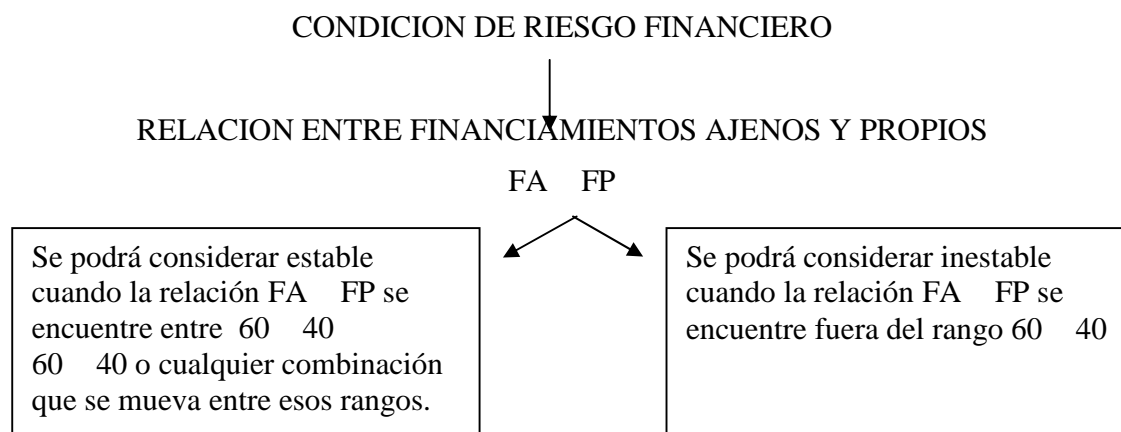 CONDICION DE RIESGO FINANCIERO
RELACION ENTRE FINANCIAMIENTOS AJENOS Y PROPIOS
FA FP
Se podrá considerar estable
cuando la relación FA FP se
encuentre entre 60 40
60 40 o cualquier combinación
que se mueva entre esos rangos.
Se podrá considerar inestable
cuando la relación FA FP se
encuentre fuera del rango 60 40